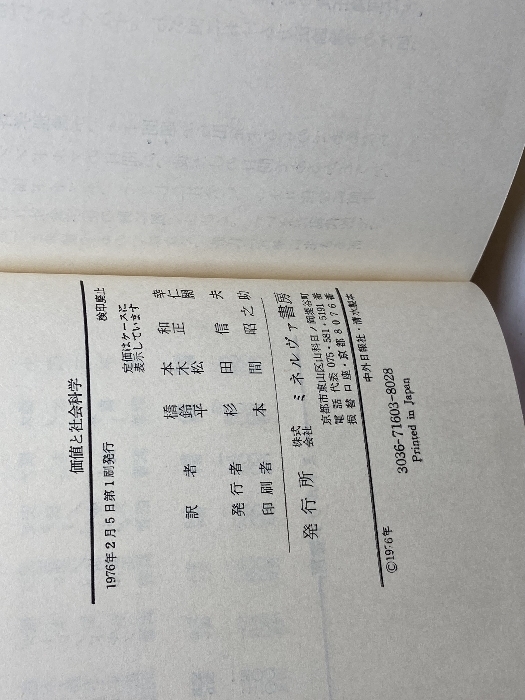 価値と社会科学
1976年2月5日第1刷発行 検印廃止
定価はケースに
表示しています
訳者 橋本和幸
鈴木正仁
平松闊
発行者 杉田信夫
印刷者 本間昭之助
発行所 株式会社 ミネルヴァ書房
京都市東山区山科日ノ岡堤谷町
電話代表 075・581・5191番
振替口座・京都8076番
中外日報社・清水製本
©1976年
3036-71603-8028
Printed in Japan